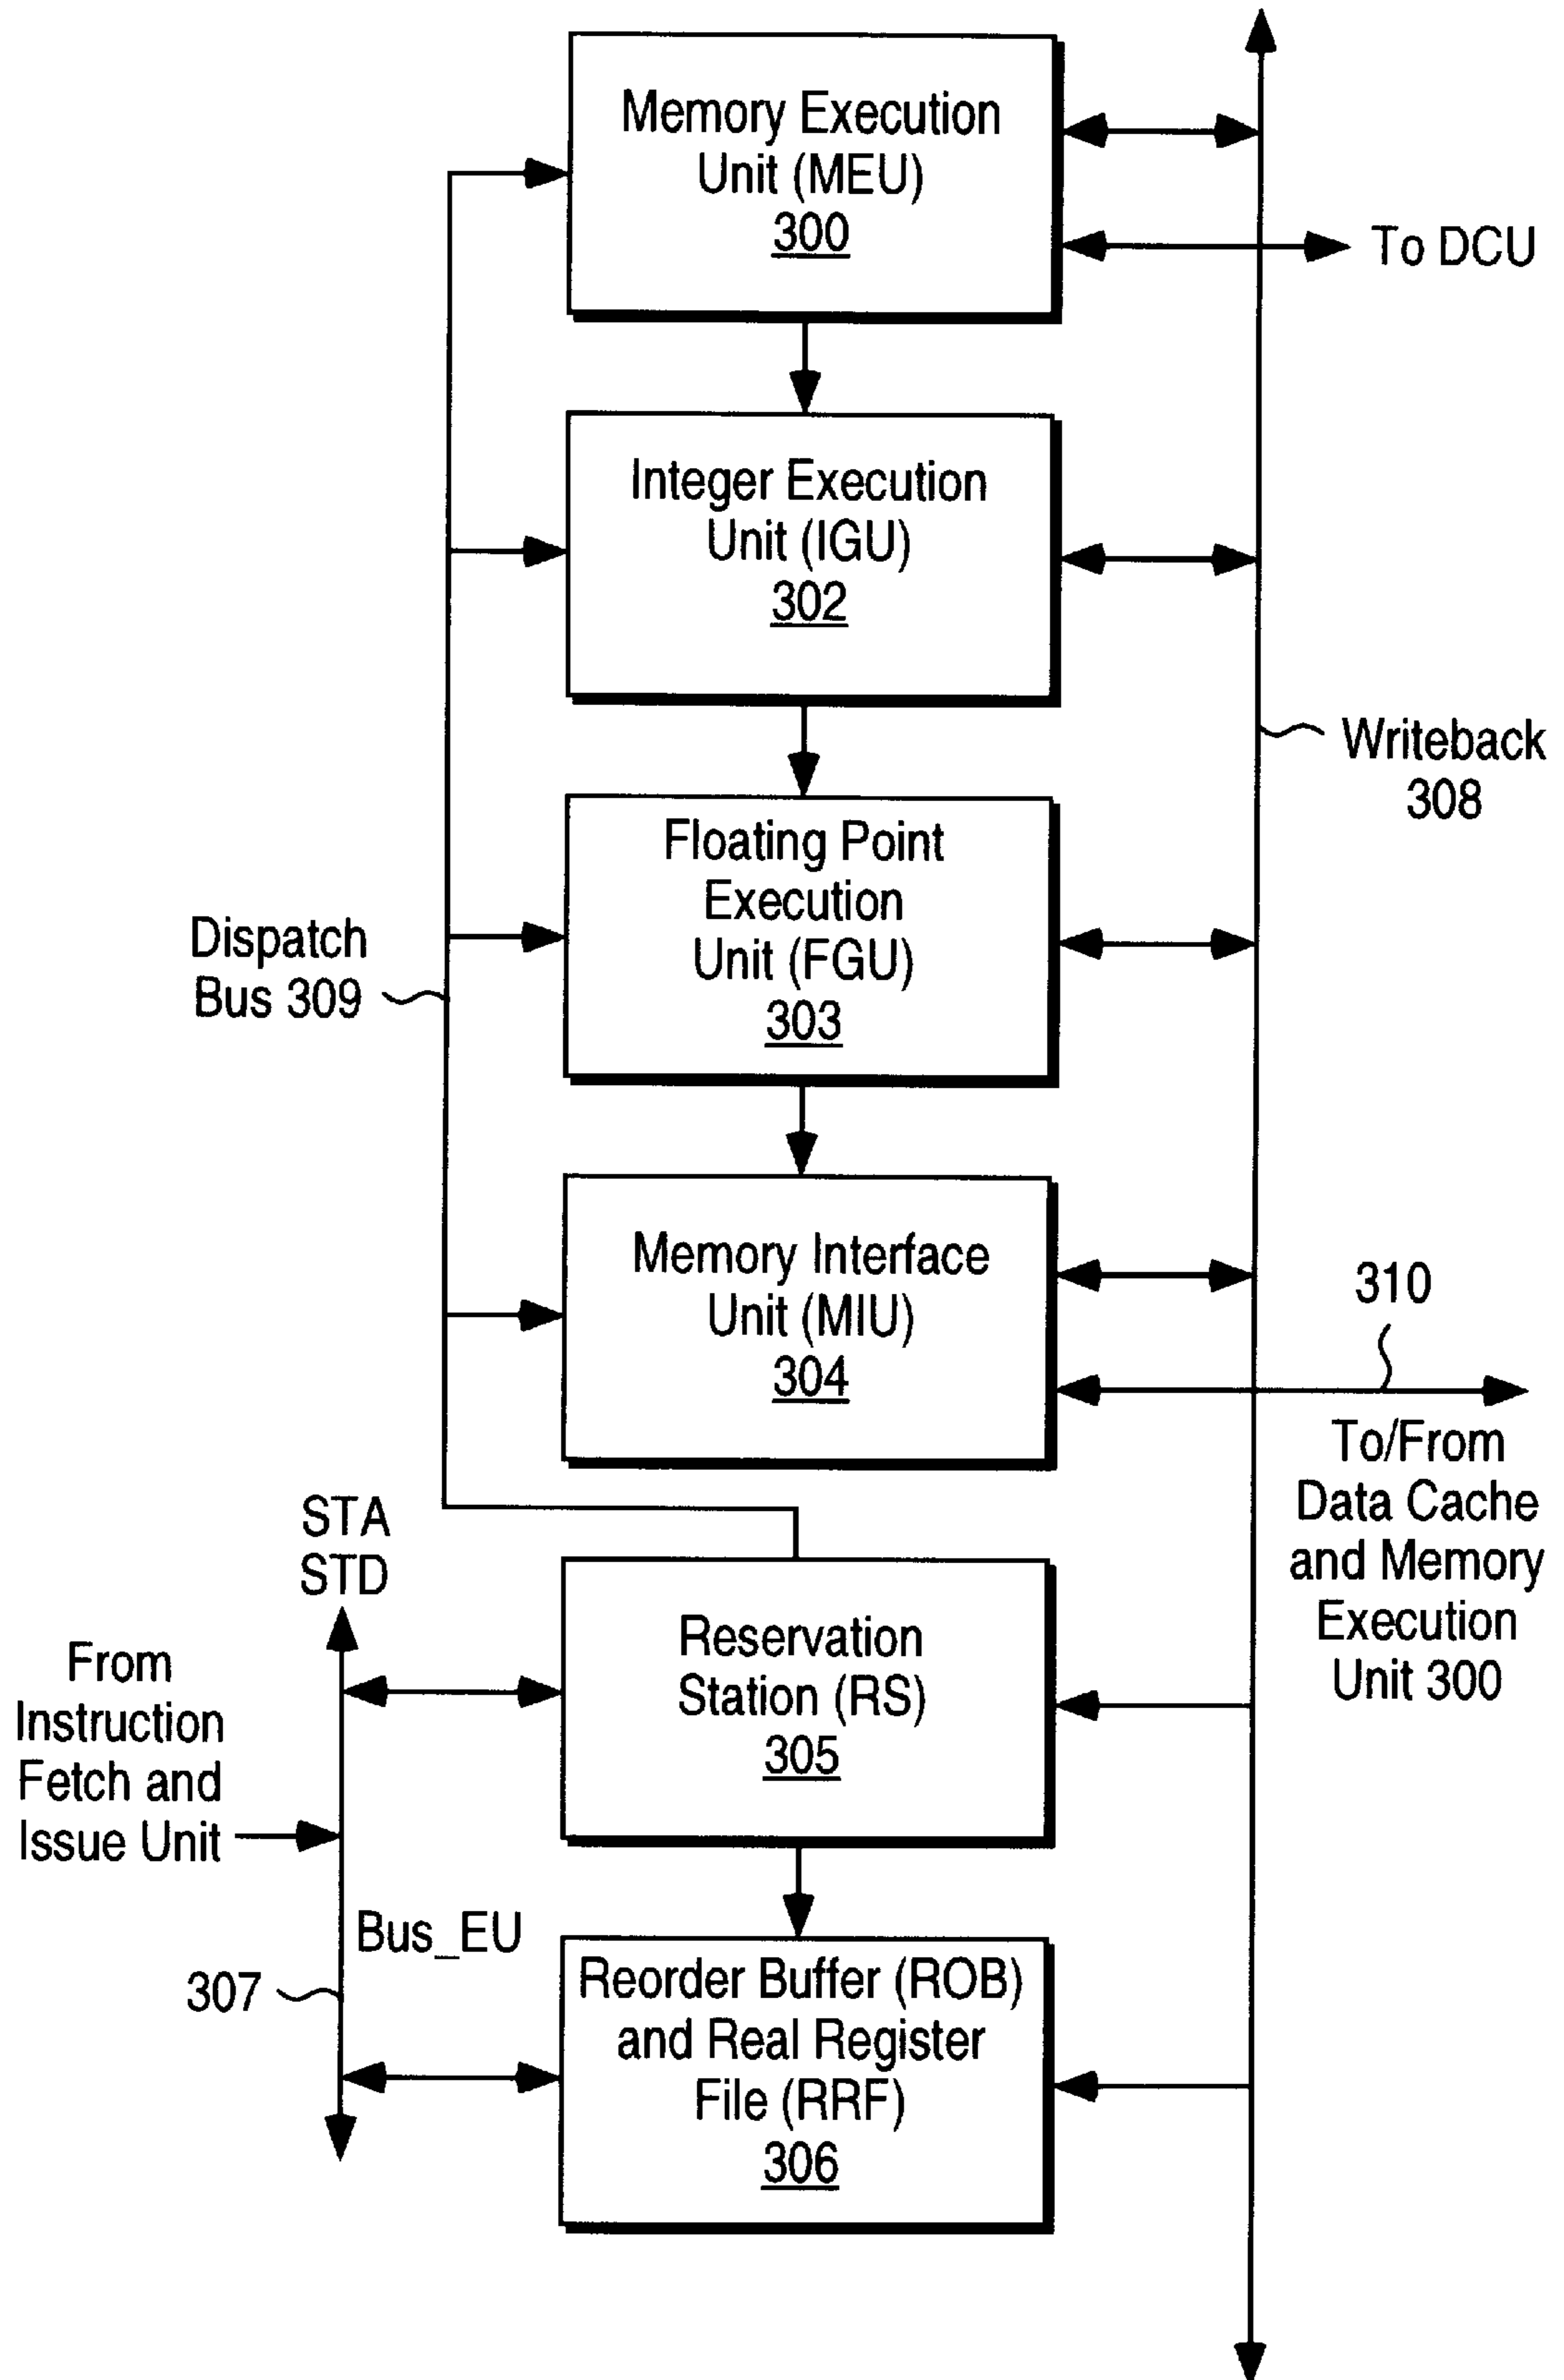 Memory Execution
Unit (MEU)
300
To DCU
Integer Execution
Unit (IGU)
302
Writeback
308
Floating Point
Execution
Unit (FGU)
303
Dispatch
Bus 309
Memory Interface
Unit (MIU)
304
310
To/From
Data Cache
and Memory
Execution
Unit 300
STA
STD
From
Instruction
Fetch and
Issue Unit
Reservation
Station (RS)
305
Bus_EU
307
Reorder Buffer (ROB)
and Real Register
File (RRF)
306